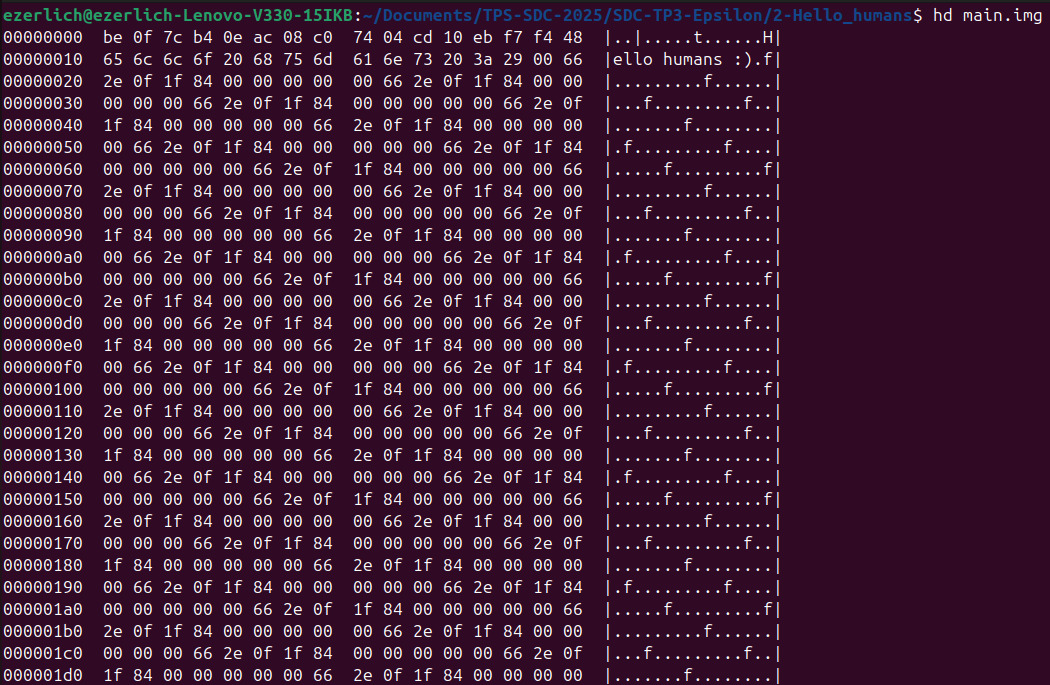 ezerlich@ezerlich-Lenovo-V330-15IKB:~/Documents/TPS-SDC-2025/SDC-TP3-Epsilon/2-Hello_humans$ hd main.img
00000000  be 0f 7c b4 0e ac 08 c0  74 04 cd 10 eb f7 f4 48  |..|.....t......H|
00000010  65 6c 6c 6f 20 68 75 6d  61 6e 73 20 3a 29 00 66  |ello humans :).f|
00000020  2e 0f 1f 84 00 00 00 00  00 66 2e 0f 1f 84 00 00  |.........f......|
00000030  00 00 00 66 2e 0f 1f 84  00 00 00 00 00 66 2e 0f  |...f.........f..|
00000040  1f 84 00 00 00 00 00 66  2e 0f 1f 84 00 00 00 00  |.......f........|
00000050  00 66 2e 0f 1f 84 00 00  00 00 00 66 2e 0f 1f 84  |.f.........f....|
00000060  00 00 00 00 00 66 2e 0f  1f 84 00 00 00 00 00 66  |.....f.........f|
00000070  2e 0f 1f 84 00 00 00 00  00 66 2e 0f 1f 84 00 00  |.........f......|
00000080  00 00 00 66 2e 0f 1f 84  00 00 00 00 00 66 2e 0f  |...f.........f..|
00000090  1f 84 00 00 00 00 00 66  2e 0f 1f 84 00 00 00 00  |.......f........|
000000a0  00 66 2e 0f 1f 84 00 00  00 00 00 66 2e 0f 1f 84  |.f.........f....|
000000b0  00 00 00 00 00 66 2e 0f  1f 84 00 00 00 00 00 66  |.....f.........f|
000000c0  2e 0f 1f 84 00 00 00 00  00 66 2e 0f 1f 84 00 00  |.........f......|
000000d0  00 00 00 66 2e 0f 1f 84  00 00 00 00 00 66 2e 0f  |...f.........f..|
000000e0  1f 84 00 00 00 00 00 66  2e 0f 1f 84 00 00 00 00  |.......f........|
000000f0  00 66 2e 0f 1f 84 00 00  00 00 00 66 2e 0f 1f 84  |.f.........f....|
00000100  00 00 00 00 00 66 2e 0f  1f 84 00 00 00 00 00 66  |.....f.........f|
00000110  2e 0f 1f 84 00 00 00 00  00 66 2e 0f 1f 84 00 00  |.........f......|
00000120  00 00 00 66 2e 0f 1f 84  00 00 00 00 00 66 2e 0f  |...f.........f..|
00000130  1f 84 00 00 00 00 00 66  2e 0f 1f 84 00 00 00 00  |.......f........|
00000140  00 66 2e 0f 1f 84 00 00  00 00 00 66 2e 0f 1f 84  |.f.........f....|
00000150  00 00 00 00 00 66 2e 0f  1f 84 00 00 00 00 00 66  |.....f.........f|
00000160  2e 0f 1f 84 00 00 00 00  00 66 2e 0f 1f 84 00 00  |.........f......|
00000170  00 00 00 66 2e 0f 1f 84  00 00 00 00 00 66 2e 0f  |...f.........f..|
00000180  1f 84 00 00 00 00 00 66  2e 0f 1f 84 00 00 00 00  |.......f........|
00000190  00 66 2e 0f 1f 84 00 00  00 00 00 66 2e 0f 1f 84  |.f.........f....|
000001a0  00 00 00 00 00 66 2e 0f  1f 84 00 00 00 00 00 66  |.....f.........f|
000001b0  2e 0f 1f 84 00 00 00 00  00 66 2e 0f 1f 84 00 00  |.........f......|
000001c0  00 00 00 66 2e 0f 1f 84  00 00 00 00 00 66 2e 0f  |...f.........f..|
000001d0  1f 84 00 00 00 00 00 66  2e 0f 1f 84 00 00 00 00  |.......f........|